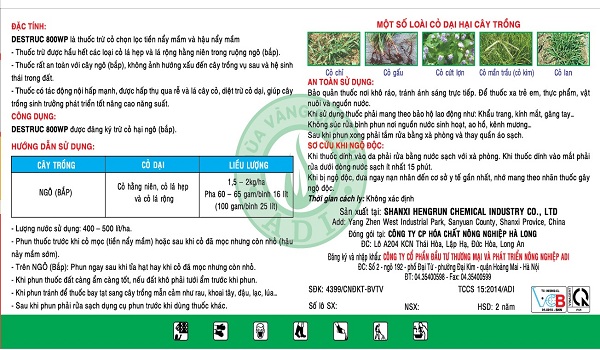 ĐẶC TÍNH:
DESTRUC 800WP là thuốc trừ cỏ chọn lọc tiền nẩy mầm và hậu nẩy mầm
- Thuốc trừ được hầu hết các loại cỏ lá hẹp và lá rộng hằng niên trong ruộng ngô (bắp).
- Thuốc rất an toàn với cây ngô (bắp), không ảnh hưởng xấu đến cây trồng vụ sau và hệ sinh
thái trong đất.
- Thuốc có tác động nội hấp mạnh, được hấp thụ qua rễ và lá cây cỏ, diệt trừ cỏ dại, giúp cây
trồng sinh trưởng phát triển tốt nâng cao năng suất.
CÔNG DỤNG:
DESTRUC 800WP được đăng ký trừ cỏ hại ngô (bắp).
HƯỚNG DẪN SỬ DỤNG:
CÂY TRỒNG CỎ DẠI LIỀU LƯỢNG
NGÔ (BẮP) Cỏ hằng niên, cỏ lá hẹp và cỏ lá rộng 1,5 – 2kg/ha
Pha 60 – 65 gam/bình 16 lít
(100 gam/bình 25 lít)
- Lượng nước sử dụng: 400 – 500 lít/ha.
- Phun thuốc trước khi cỏ mọc (tiền nẩy mầm) hoặc sau khi cỏ đã mọc nhưng còn nhỏ (hậu
nảy mầm sớm).
- Trên NGÔ (Bắp): Phun ngay sau khi tỉa hạt hay khi cỏ đã mọc nhưng còn nhỏ.
- Khi phun thuốc đất càng ẩm càng tốt, nếu đất khô phải tưới ẩm trước khi phun.
- Khi phun tránh để thuốc bay tạt sang cây trồng mẫn cảm như rau, khoai tây, đậu, lạc, lúa..
- Sau khi phun phải rửa sạch dụng cụ phun trước khi dùng thuốc khác.
MỘT SỐ LOÀI CỎ DẠI HẠI CÂY TRỒNG
Cỏ chỉ Cỏ gấu Cỏ cứt lợn Cỏ mần trầu (cỏ kim) Cỏ lan
AN TOÀN SỬ DỤNG:
Bảo quản thuốc nơi khô ráo, tránh ánh sáng trực tiếp. Để thuốc xa trẻ em, thực phẩm, vật
nuôi và nguồn nước.
Khi sử dụng thuốc phải mang theo bảo hộ lao động như: Khẩu trang, kính mắt, găng tay...
Không súc rửa bình phun nơi nguồn nước sinh hoạt, ao hồ, kênh mương..
Sau khi phun xong phải tắm rửa bằng xà phòng và thay quần áo sạch.
SƠ CỨU KHI NGỘ ĐỘC:
Khi thuốc dính vào da phải rửa bằng nước sạch với xà phòng. Khi thuốc dính vào mắt phải
rửa dưới dòng nước sạch ít nhất 15 phút.
Khi bị ngộ độc, đưa ngay nạn nhân đến cơ sở y tế gần nhất, nhớ mang theo nhãn thuốc gây
ngộ độc.
Thời gian cách ly: Không xác định
Sản xuất tại: SHANXI HENGRUN CHEMICAL INDUSTRY CO., LTD
Add: Yang Zhen West Industrial Park, Sanyuan County, Shanxi Provice, China
Đóng gói tại: CÔNG TY CP HÓA CHẤT NÔNG NGHIỆP HÀ LONG
ĐC: Lô A204 KCN Thái Hòa, Lập Hạ, Đức Hòa, Long An
Đăng ký và nhập khẩu: CÔNG TY CỔ PHẦN ĐẦU TƯ THƯƠNG MẠI VÀ PHÁT TRIỂN NÔNG NGHIỆP ADI
ĐC: Số 2 - ngõ 192 - phố Đại Từ - phường Đại Kim - quận Hoàng Mai - Hà Nội
ĐT: 04.35400598 - Fax: 04.35400599
SĐK: 4399/CNĐKT-BVTV TCCS 15:2014/ADI
Số lô SX: NSX: HSD: 2 năm